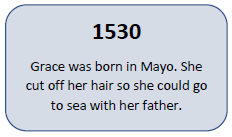 1530
Grace was born in Mayo. She
cut off her hair so she could go
to sea with her father.